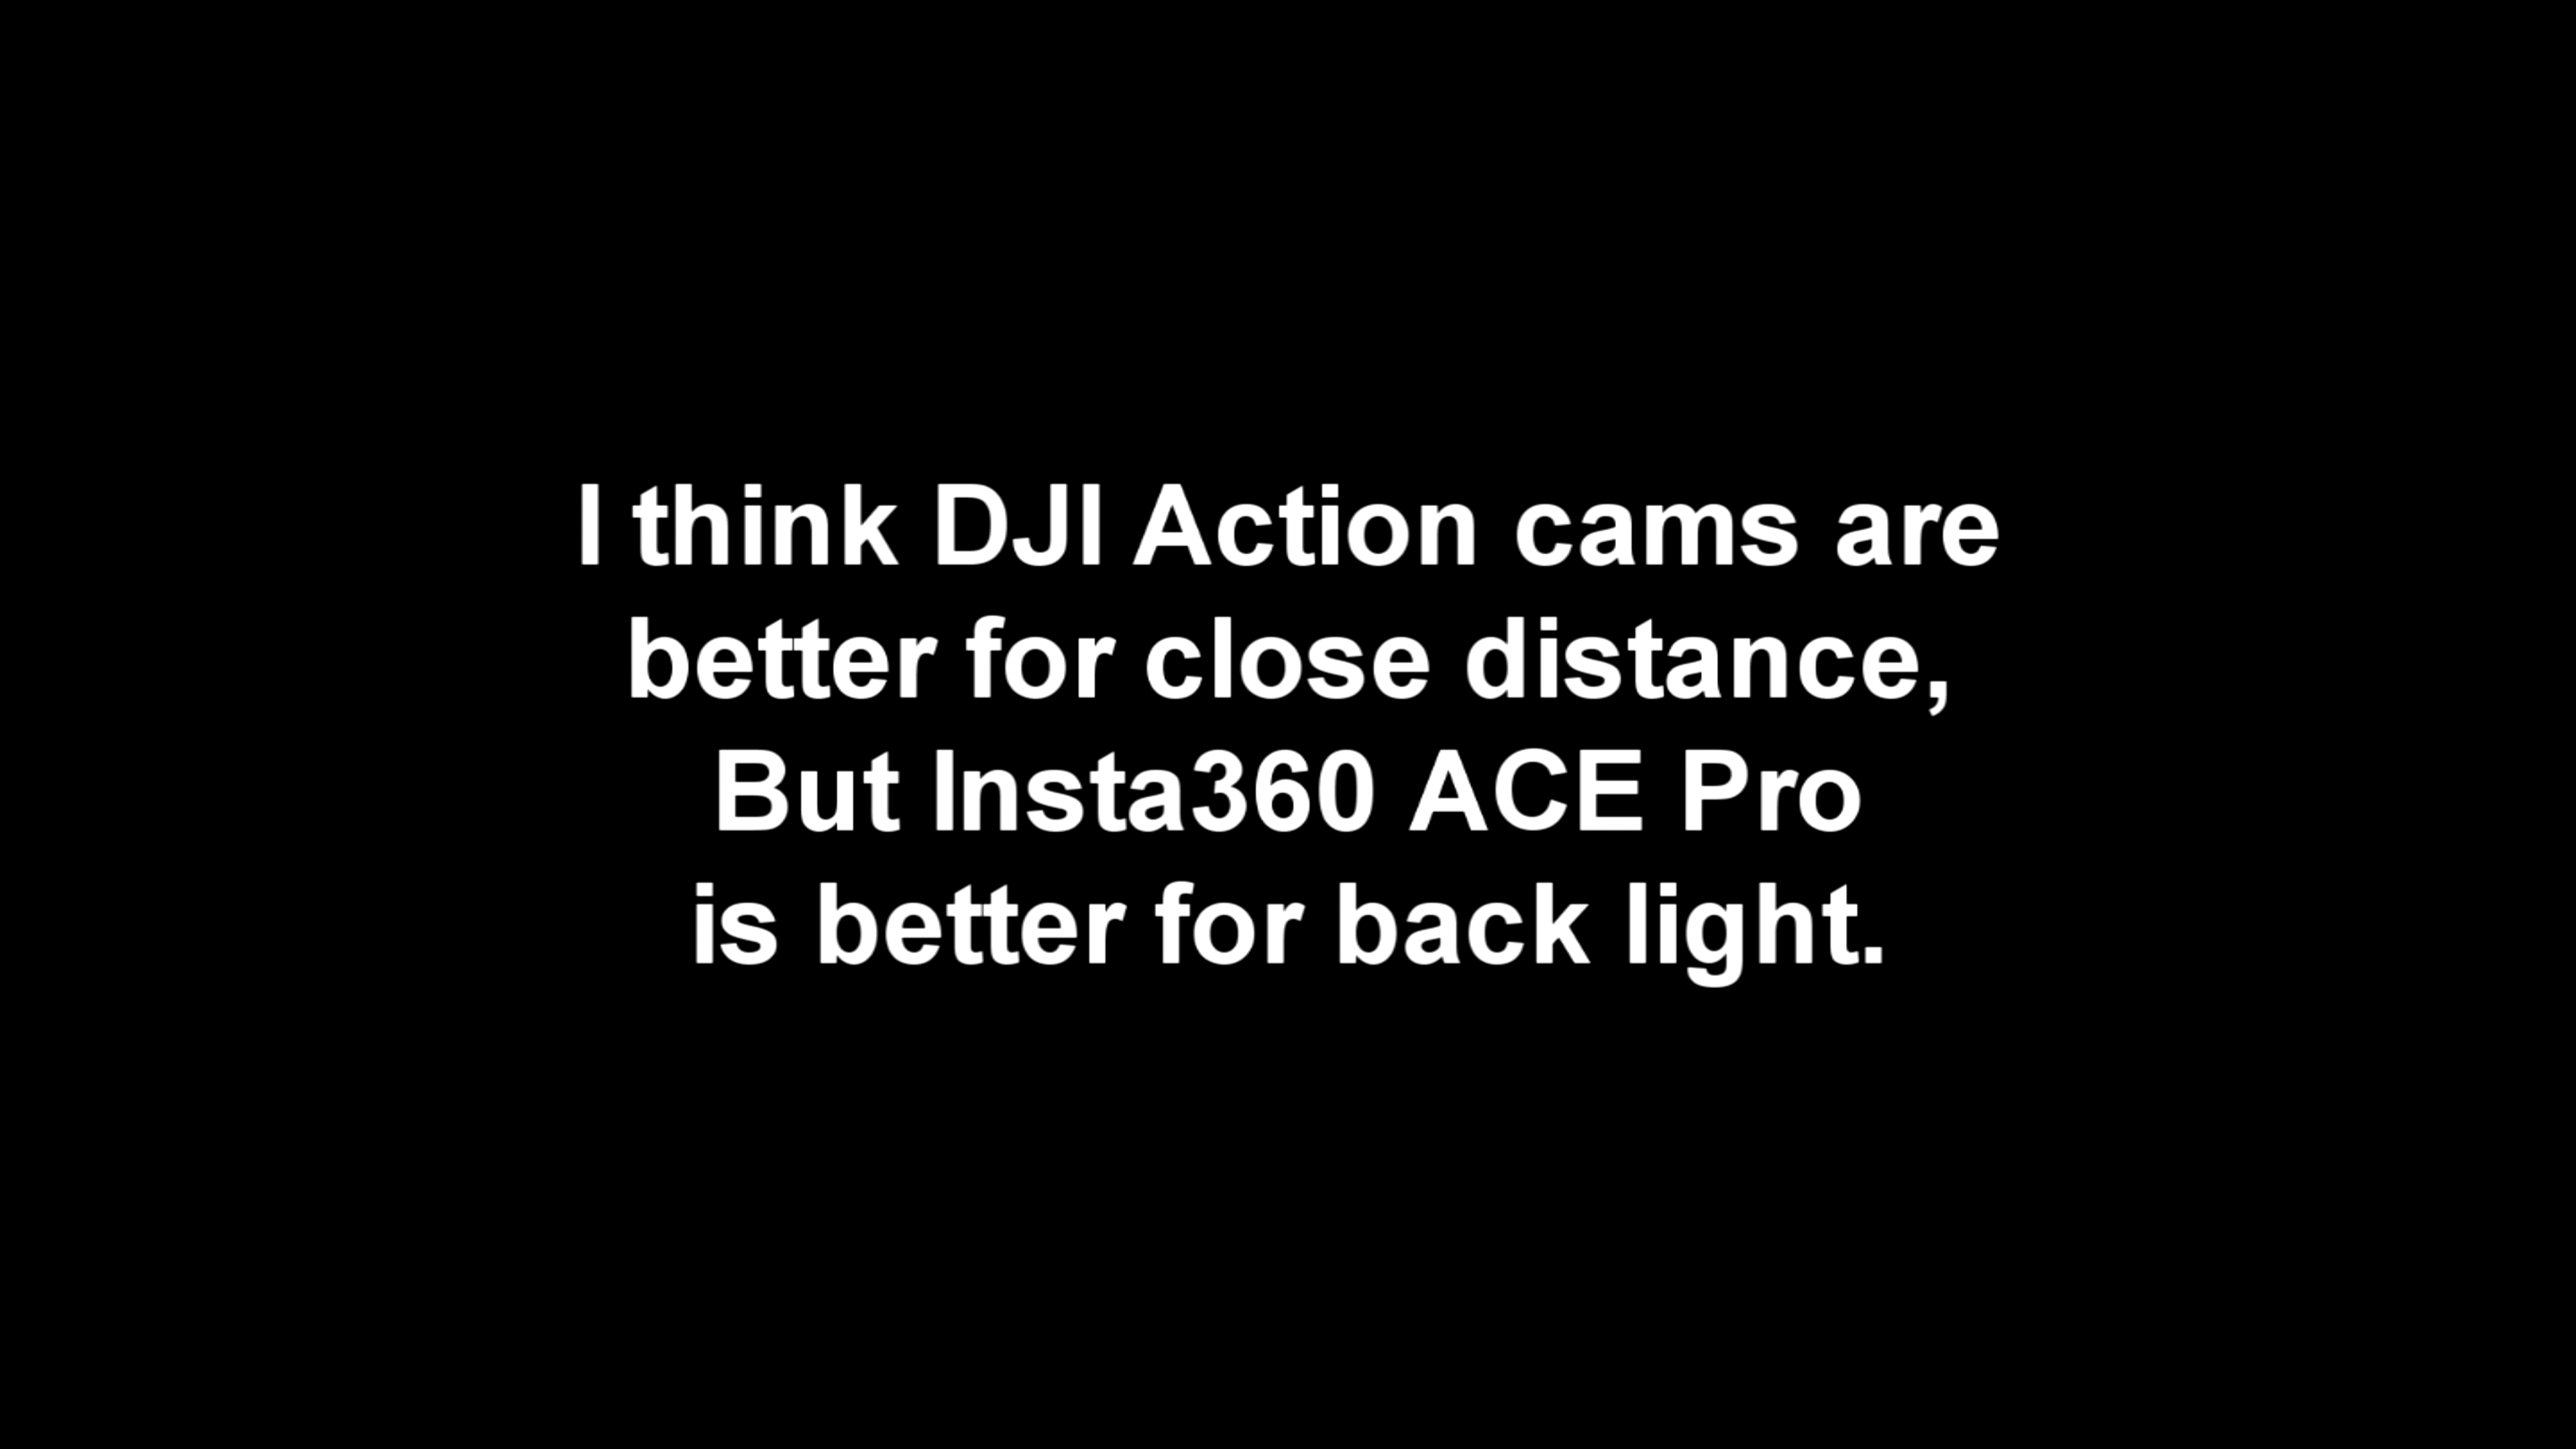 I think DJI Action cams are
better for close distance,
But Insta360 ACE Pro
is better for back light.